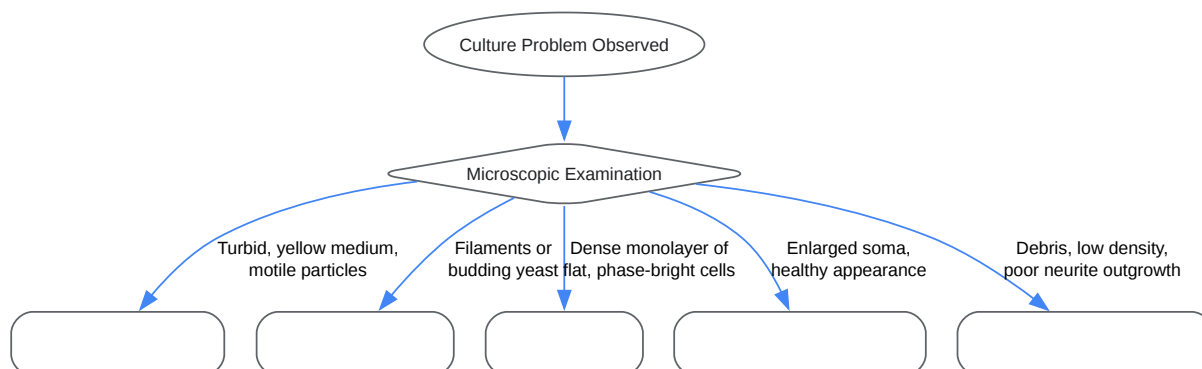 Culture Problem Observed
Microscopic Examination
Turbid, yellow medium,
motile particles
Filaments or
budding yeast
Dense monolayer of
flat, phase-bright cells
Enlarged soma,
healthy appearance
Debris, low density,
poor neurite outgrowth